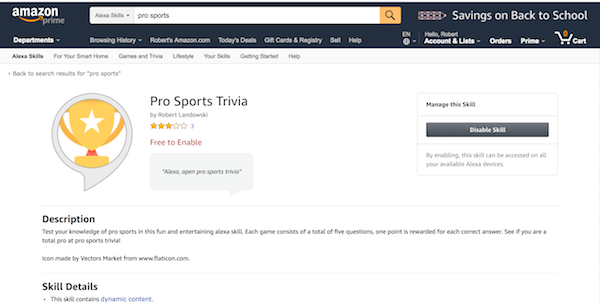 amazon
prime
Alexa Skills
pro sports
Savings on Back to School
Departments
Browsing History
Robert's Amazon.com
Today's Deals
Gift Cards & Registry
Sell
Help
EN
Hello, Robert
Account & Lists
Orders
Prime
0
Cart
Alexa Skills
For Your Smart Home
Games and Trivia
Lifestyle
Your Skills
Getting Started
Help
‹ Back to search results for "pro sports"
Pro Sports Trivia
by Robert Landowski
3
Free to Enable
"Alexa, open pro sports trivia"
Manage this Skill
Disable Skill
By enabling, this skill can be accessed on all
your available Alexa devices.
Description
Test your knowledge of pro sports in this fun and entertaining alexa skill. Each game consists of a total of five questions, one point is rewarded for each correct answer. See if you are a
total pro at pro sports trivia!
Icon made by Vectors Market from www.flaticon.com.
Skill Details
• This skill contains dynamic content.